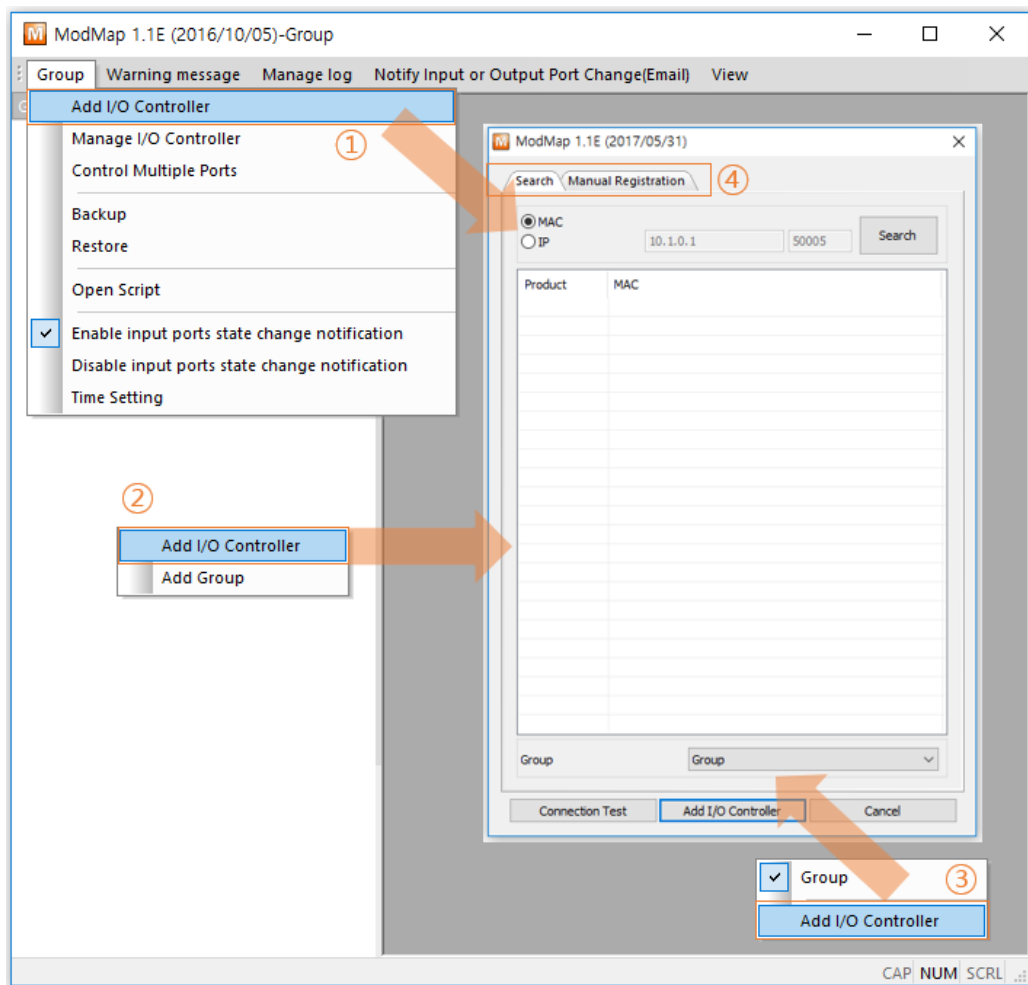 ModMap 1.1E (2016/10/05)-Group
Group Warning message Manage log Notify Input or Output Port Change(Email) View
Add I/O Controller
Manage I/O Controller
Control Multiple Ports
Backup
Restore
Open Script
Enable input ports state change notification
Disable input ports state change notification
Time Setting
①
②
Add I/O Controller
Add Group
ModMap 1.1E (2017/05/31)
Search Manual Registration ④
MAC
IP 10.1.0.1 50005 Search
Product MAC
Group Group
Connection Test Add I/O Controller Cancel
Group ③
Add I/O Controller
CAP NUM SCRL